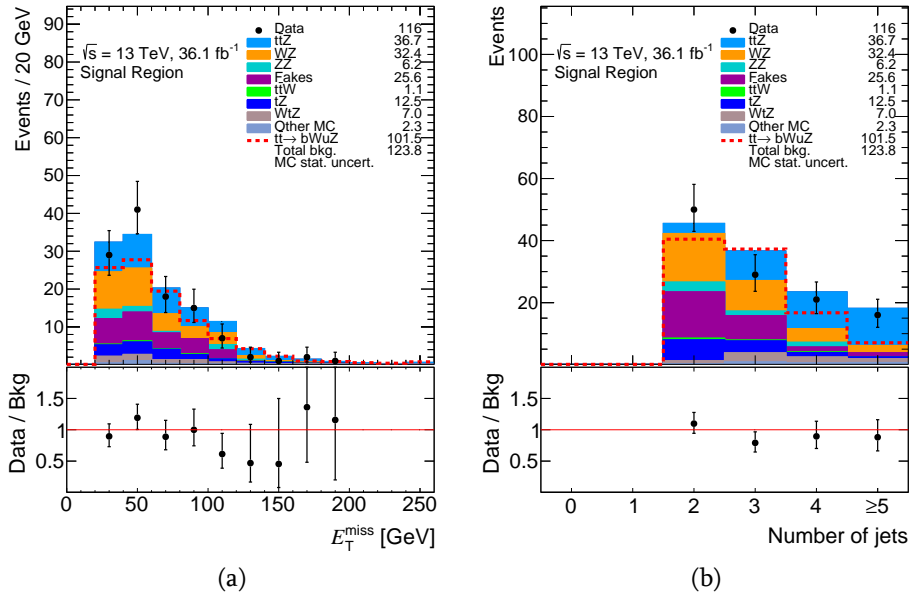 Events / 20 GeV
90
80
70
60
50
40
30
20
10
√s = 13 TeV, 36.1 fb⁻¹
Signal Region
Data 116
ttZ 36.7
WZ 32.4
ZZ 6.2
Fakes 25.6
ttW 1.1
tZ 12.5
WtZ 7.0
Other MC 2.3
tt→ bWuZ 101.5
Total bkg. 123.8
MC stat. uncert.
Data / Bkg
1.5
1
0.5
0 50 100 150 200 250
E_T^miss [GeV]
(a)
Events
100
80
60
40
20
√s = 13 TeV, 36.1 fb⁻¹
Signal Region
Data 116
ttZ 36.7
WZ 32.4
ZZ 6.2
Fakes 25.6
ttW 1.1
tZ 12.5
WtZ 7.0
Other MC 2.3
tt→ bWuZ 101.5
Total bkg. 123.8
MC stat. uncert.
Data / Bkg
1.5
1
0.5
0 1 2 3 4 ≥5
Number of jets
(b)